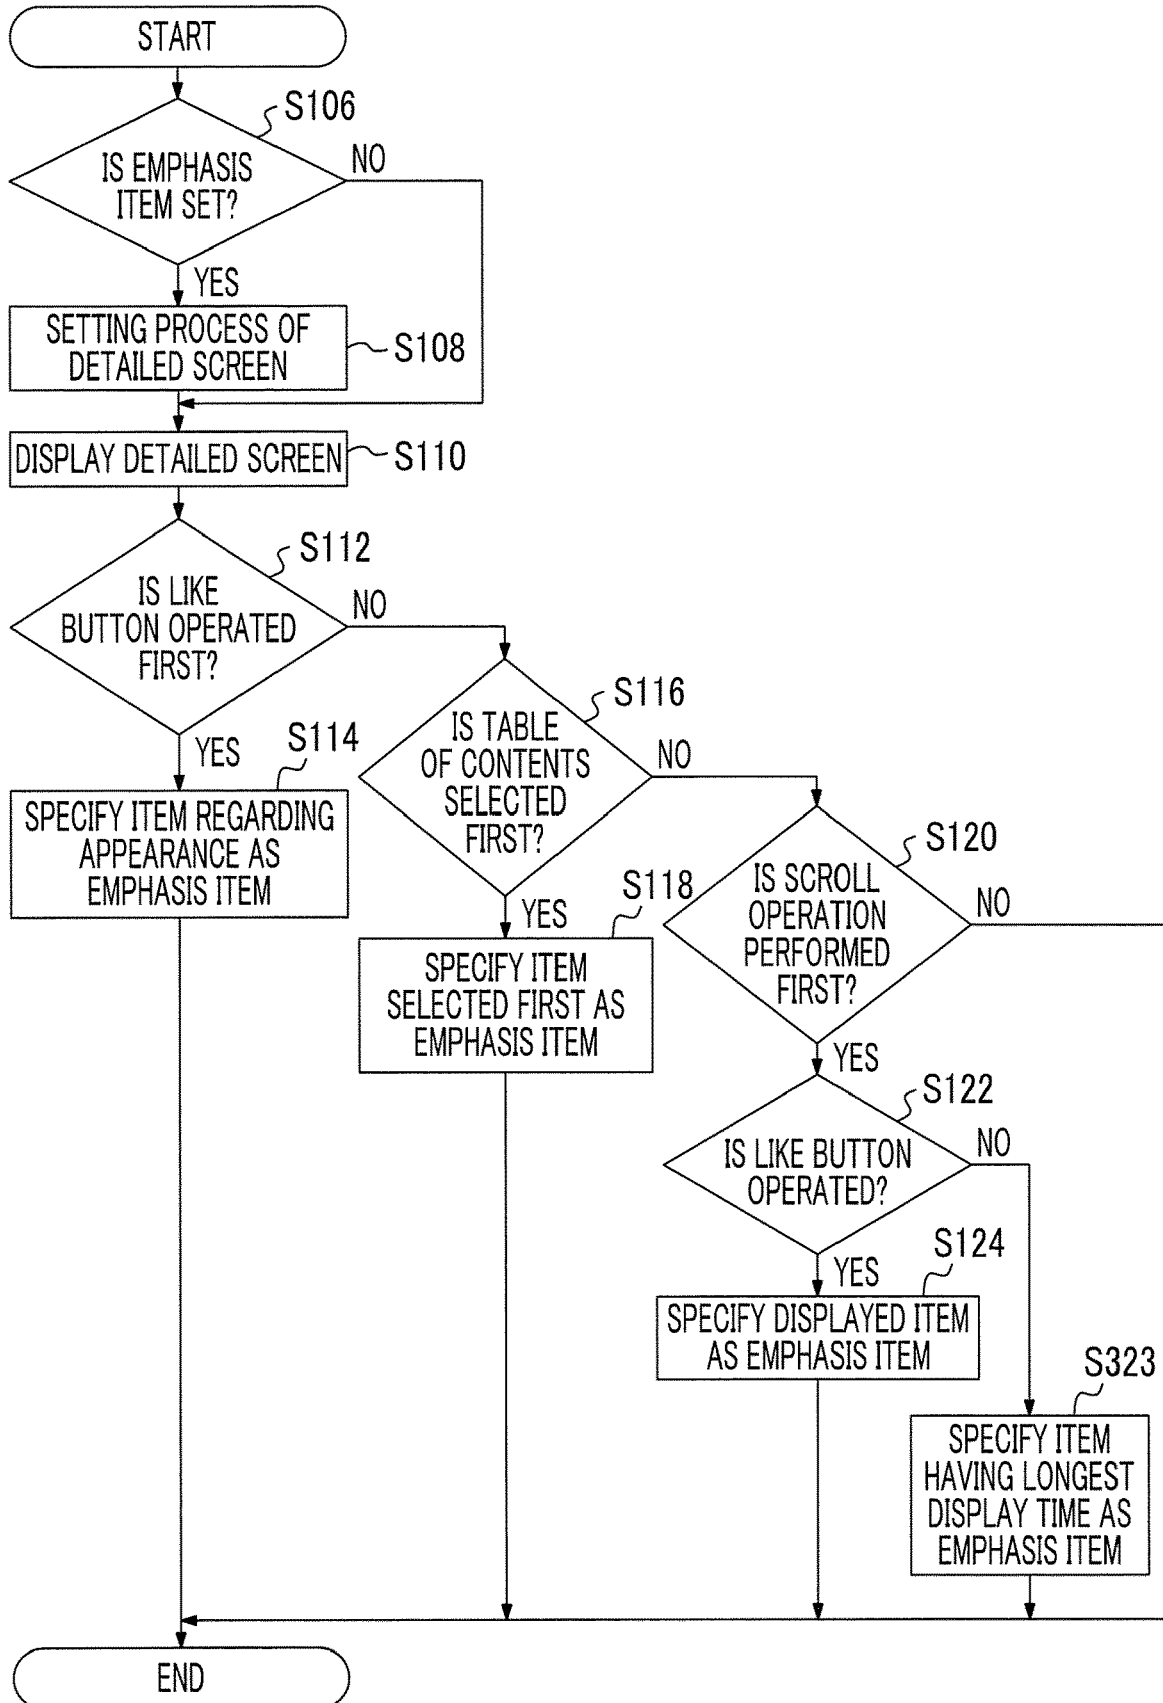 START
S106
IS EMPHASIS
ITEM SET?
NO
YES
SETTING PROCESS OF
DETAILED SCREEN
S108
DISPLAY DETAILED SCREEN
S110
S112
IS LIKE
BUTTON OPERATED
FIRST?
NO
YES
S114
SPECIFY ITEM REGARDING
APPEARANCE AS
EMPHASIS ITEM
S116
IS TABLE
OF CONTENTS
SELECTED
FIRST?
NO
YES
S118
SPECIFY ITEM
SELECTED FIRST AS
EMPHASIS ITEM
S120
IS SCROLL
OPERATION
PERFORMED
FIRST?
NO
YES
S122
IS LIKE BUTTON
OPERATED?
NO
YES
S124
SPECIFY DISPLAYED ITEM
AS EMPHASIS ITEM
S323
SPECIFY ITEM
HAVING LONGEST
DISPLAY TIME AS
EMPHASIS ITEM
END